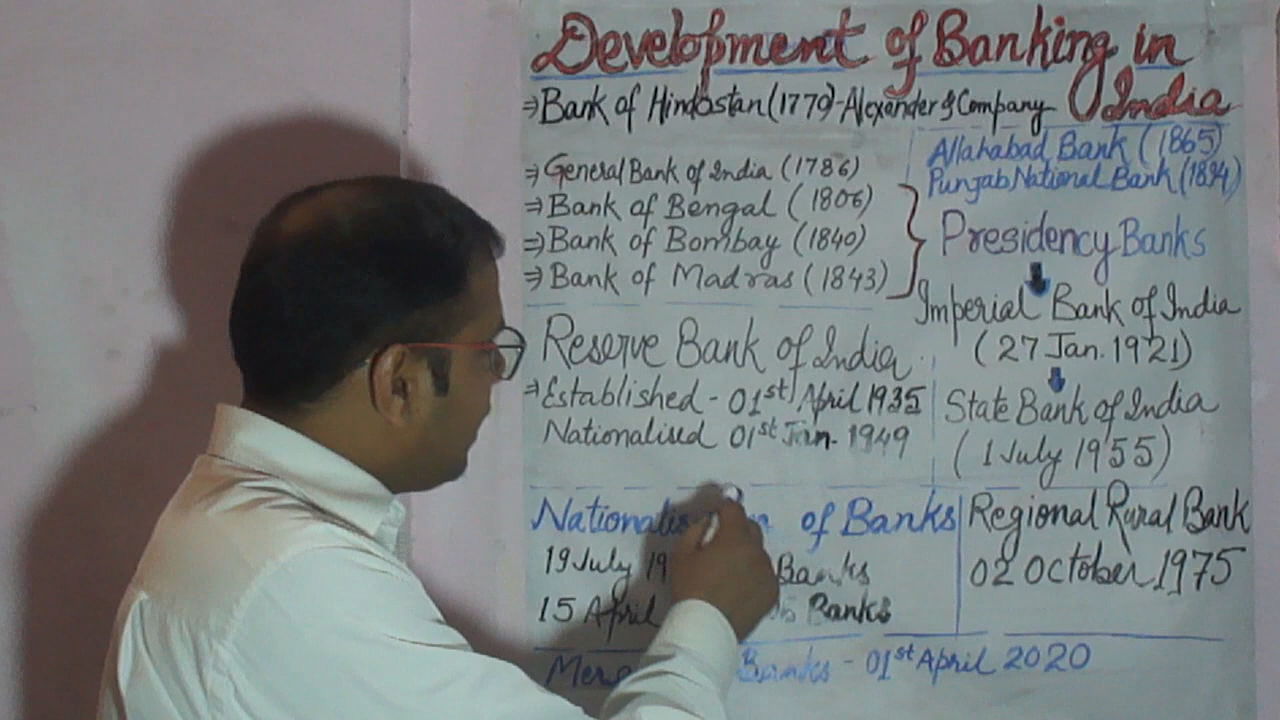 Development of Banking in India
⇒ Bank of Hindostan (1770) - Alexander & Company
Allahabad Bank (1865)
Punjab National Bank (1894)
⇒ General Bank of India (1786)
⇒ Bank of Bengal (1806)
⇒ Bank of Bombay (1840)
⇒ Bank of Madras (1843)
Presidency Banks
Imperial Bank of India
(27 Jan. 1921)
State Bank of India
(1 July 1955)
Reserve Bank of India
⇒ Established - 01st April 1935
Nationalised 01st Jan. 1949
of Banks
19 July 19 Banks
15 April Banks
Regional Rural Bank
02 October 1975
Banks - 01st April 2020